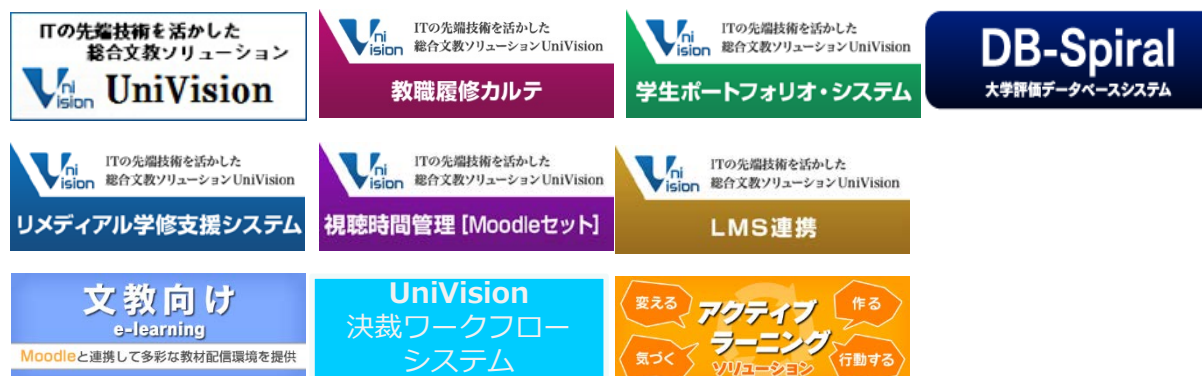 ITの先端技術を活かした
総合文教ソリューション
UniVision UniVision
ITの先端技術を活かした
UniVision 総合文教ソリューションUniVision
教職履修カルテ
ITの先端技術を活かした
UniVision 総合文教ソリューションUniVision
学生ポートフォリオ・システム
DB-Spiral
大学評価データベースシステム
ITの先端技術を活かした
UniVision 総合文教ソリューションUniVision
リメディアル学修支援システム
ITの先端技術を活かした
UniVision 総合文教ソリューションUniVision
視聴時間管理[Moodleセット]
ITの先端技術を活かした
UniVision 総合文教ソリューションUniVision
LMS連携
文教向け
e-learning
Moodleと連携して多彩な教材配信環境を提供
UniVision
決裁ワークフロー
システム
変える
作る
アクティブ
ラーニング
気づく
行動する
ソリューション